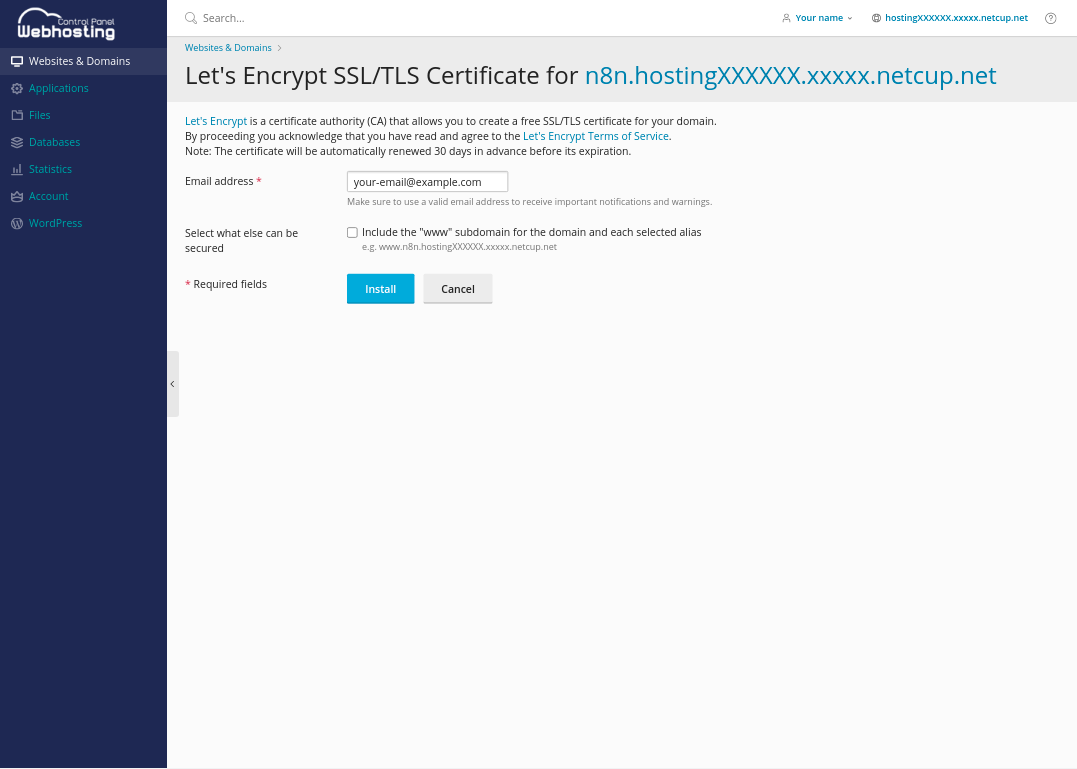 Control Panel
Webhosting
Search...
Your name
hostingXXXXXX.xxxxx.netcup.net
Websites & Domains
Applications
Files
Databases
Statistics
Account
WordPress
Websites & Domains
Let's Encrypt SSL/TLS Certificate for n8n.hostingXXXXXX.xxxxx.netcup.net
Let's Encrypt is a certificate authority (CA) that allows you to create a free SSL/TLS certificate for your domain.
By proceeding you acknowledge that you have read and agree to the Let's Encrypt Terms of Service.
Note: The certificate will be automatically renewed 30 days in advance before its expiration.
Email address *
your-email@example.com
Make sure to use a valid email address to receive important notifications and warnings.
Select what else can be
secured
Include the "www" subdomain for the domain and each selected alias
e.g. www.n8n.hostingXXXXXX.xxxxx.netcup.net
* Required fields
Install
Cancel